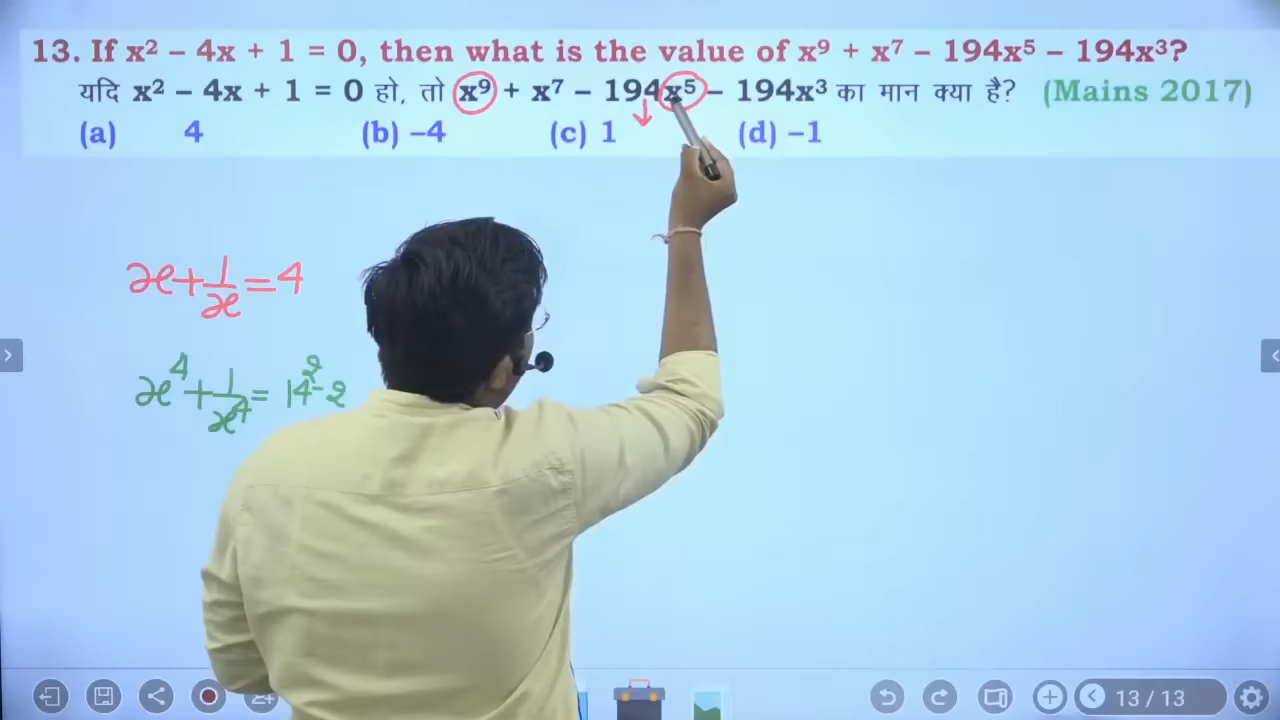 13. If x² – 4x + 1 = 0, then what is the value of x⁹ + x⁷ – 194x⁵ – 194x³?
यदि x² – 4x + 1 = 0 हो, तो x⁹ + x⁷ – 194x⁵ – 194x³ का मान क्या है? (Mains 2017)
(a) 4 (b) –4 (c) 1 (d) –1
x + 1/x = 4
x⁴ + 1/x⁴ = 14² - 2
13 / 13